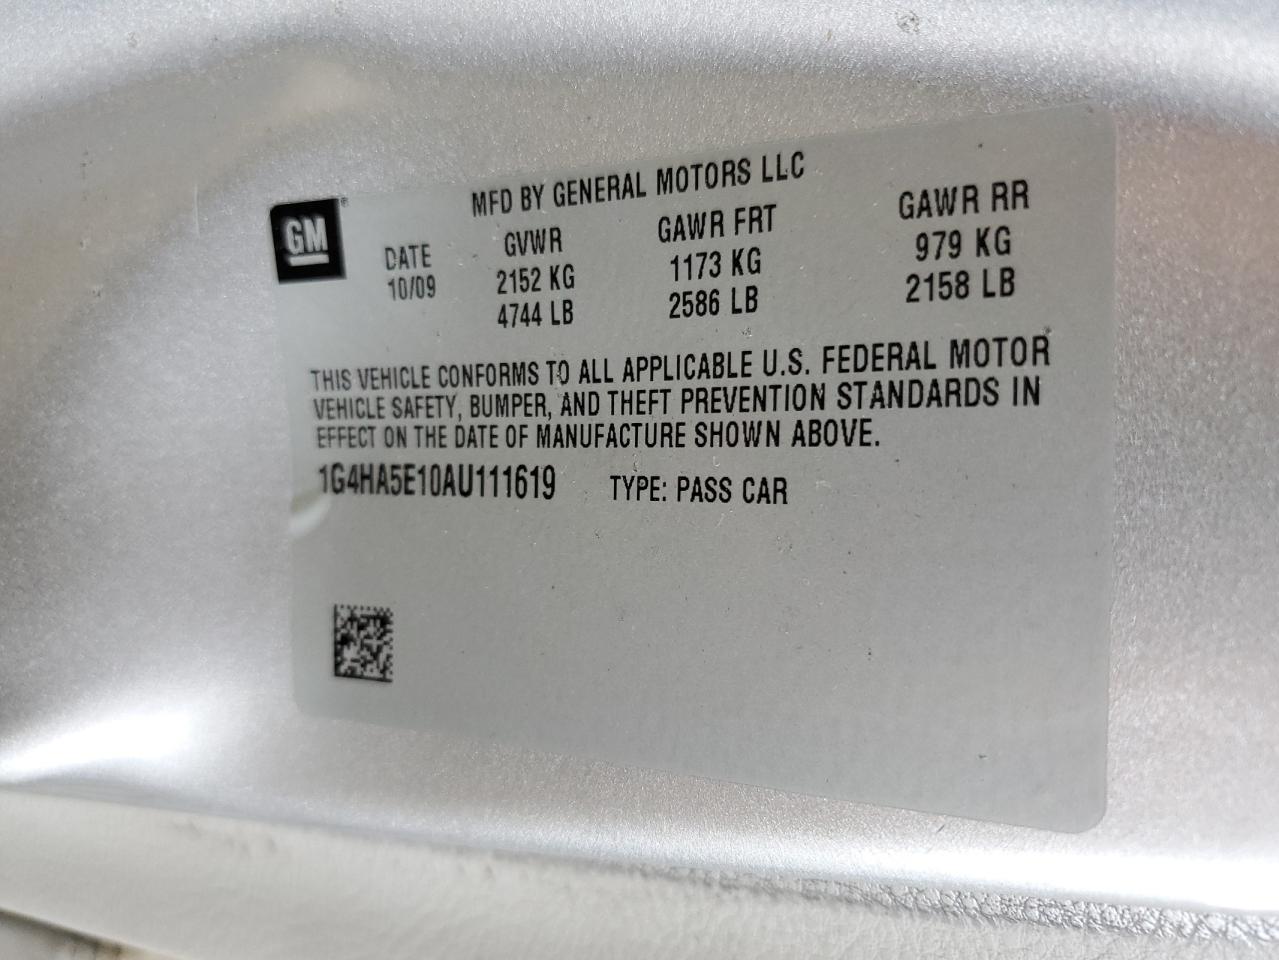 MFD BY GENERAL MOTORS LLC
GM®
DATE GVWR GAWR FRT GAWR RR
10/09 2152 KG 1173 KG 979 KG
4744 LB 2586 LB 2158 LB
THIS VEHICLE CONFORMS TO ALL APPLICABLE U.S. FEDERAL MOTOR
VEHICLE SAFETY, BUMPER, AND THEFT PREVENTION STANDARDS IN
EFFECT ON THE DATE OF MANUFACTURE SHOWN ABOVE.
1G4HA5E10AU111619 TYPE: PASS CAR